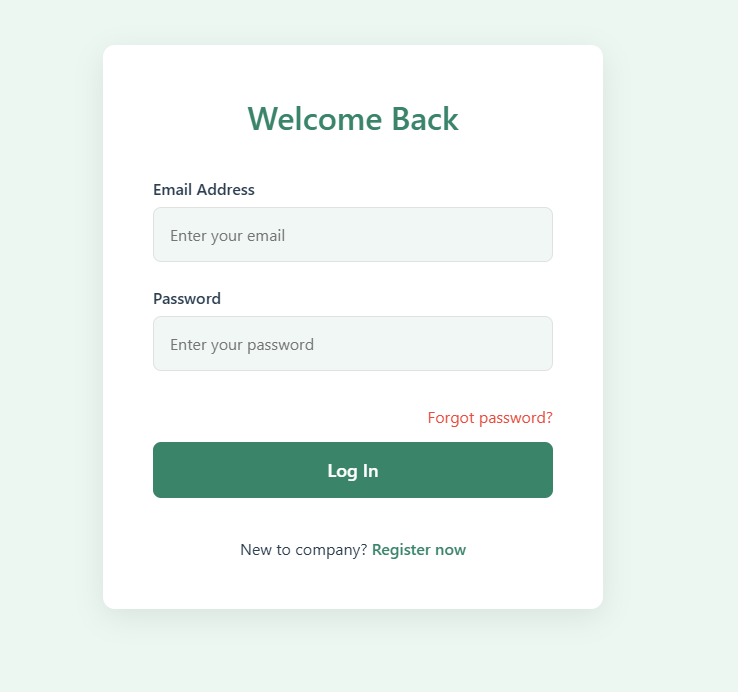 Welcome Back
Email Address
Enter your email
Password
Enter your password
Forgot password?
Log In
New to company? Register now